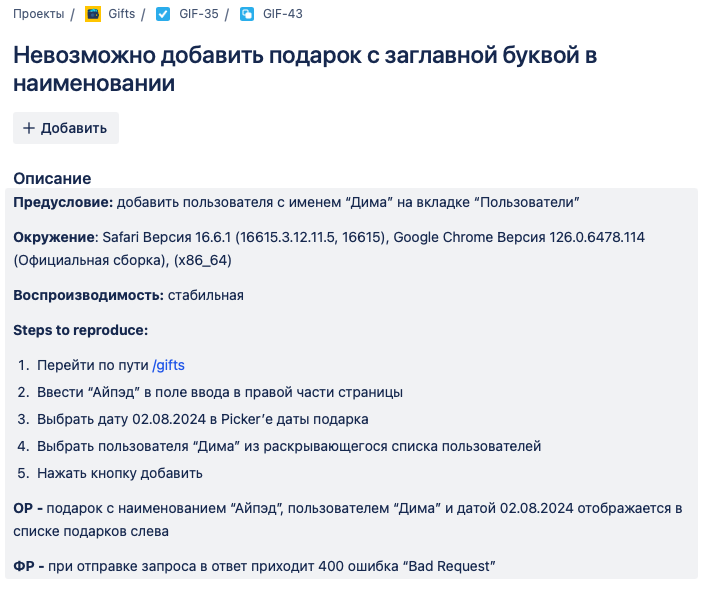 Проекты / Gifts / GIF-35 / GIF-43
Невозможно добавить подарок с заглавной буквой в
наименовании
+ Добавить
Описание
Предусловие: добавить пользователя с именем “Дима” на вкладке “Пользователи”
Окружение: Safari Версия 16.6.1 (16615.3.12.11.5, 16615), Google Chrome Версия 126.0.6478.114
(Официальная сборка), (x86_64)
Воспроизводимость: стабильная
Steps to reproduce:
1. Перейти по пути /gifts
2. Ввести “Айпэд” в поле ввода в правой части страницы
3. Выбрать дату 02.08.2024 в Picker’е даты подарка
4. Выбрать пользователя “Дима” из раскрывающегося списка пользователей
5. Нажать кнопку добавить
ОР - подарок с наименованием “Айпэд”, пользователем “Дима” и датой 02.08.2024 отображается в
списке подарков слева
ФР - при отправке запроса в ответ приходит 400 ошибка “Bad Request”